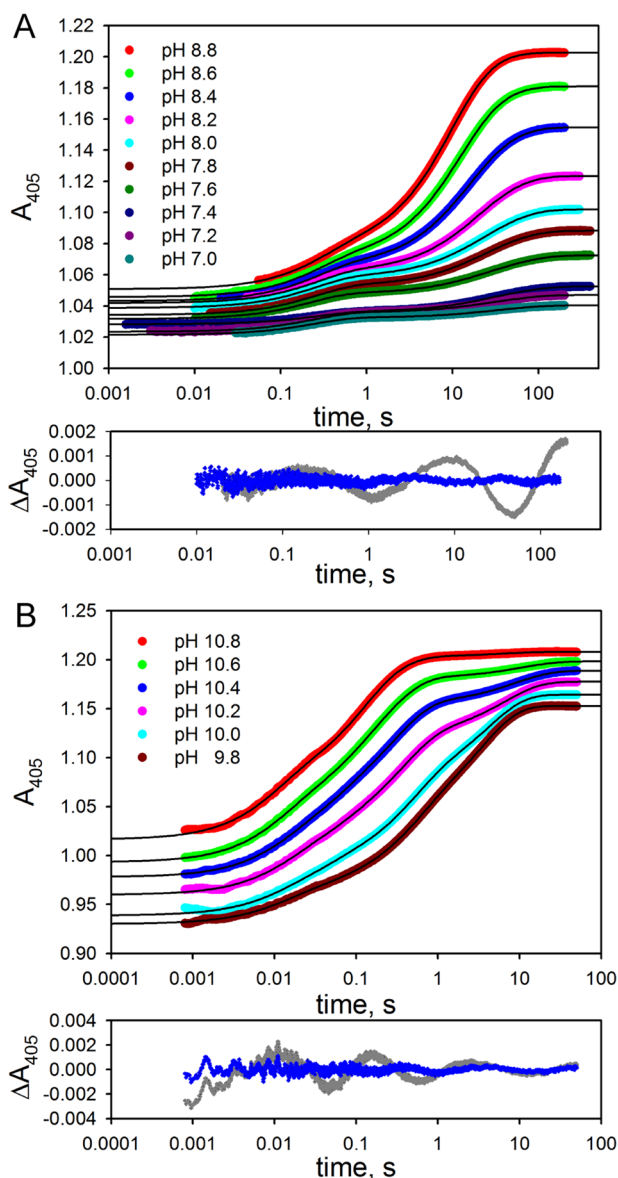 A
1.22
1.20
1.18
1.16
1.14
1.12
1.10
1.08
1.06
1.04
1.02
1.00
A405
pH 8.8
pH 8.6
pH 8.4
pH 8.2
pH 8.0
pH 7.8
pH 7.6
pH 7.4
pH 7.2
pH 7.0
0.001 0.01 0.1 1 10 100
time, s
0.002
0.001
0.000
-0.001
-0.002
ΔA405
0.001 0.01 0.1 1 10 100
time, s
B
1.25
1.20
1.15
1.10
1.05
1.00
0.95
0.90
A405
pH 10.8
pH 10.6
pH 10.4
pH 10.2
pH 10.0
pH 9.8
0.0001 0.001 0.01 0.1 1 10 100
time, s
0.004
0.002
0.000
-0.002
-0.004
ΔA405
0.0001 0.001 0.01 0.1 1 10 100
time, s